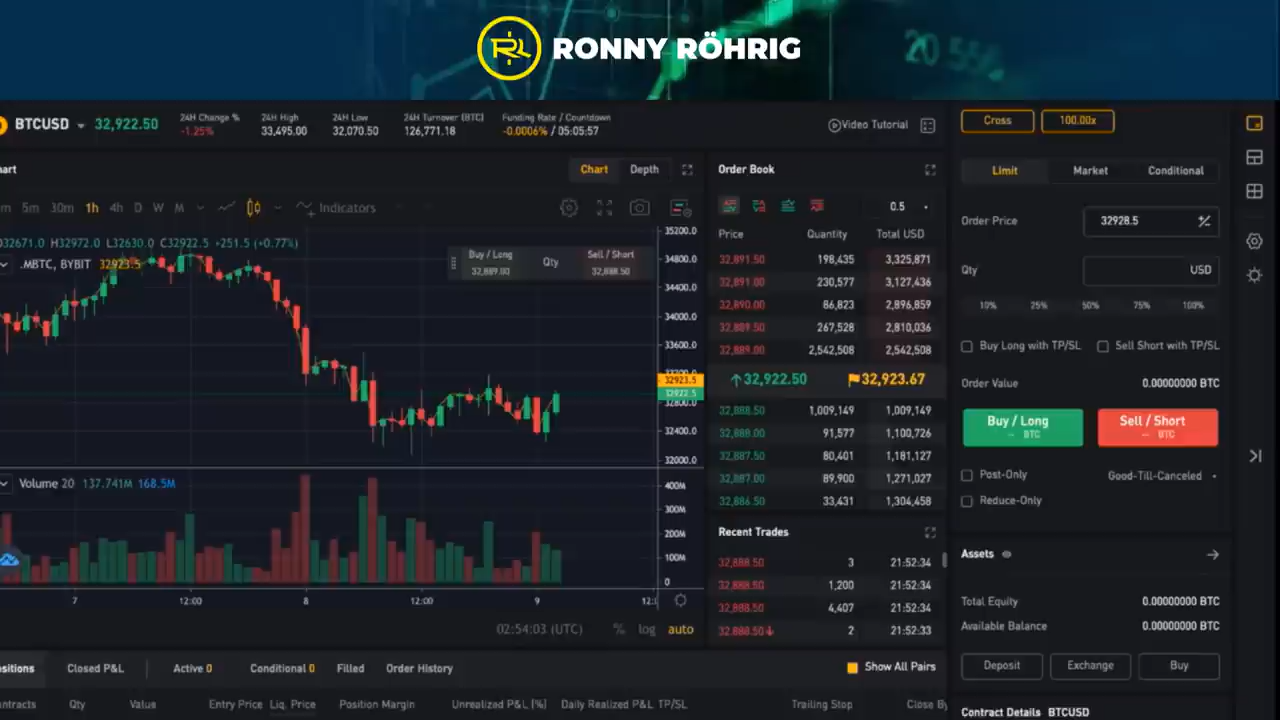 RONNY RÖHRIG
BTCUSD 32,922.50
24H Change % -1.25%
24H High 33,495.00
24H Low 32,070.50
24H Turnover (BTC) 126,771.18
Funding Rate / Countdown -0.0006% / 05:05:57
Video Tutorial
Chart Depth
5m 30m 1h 4h D W M Indicators
32671.0 H32972.0 L32630.0 C32922.5 +251.5 (+0.77%)
.MBTC, BYBIT 32923.5
Buy / Long 32,889.00
Qty
Sell / Short 32,888.50
35200.0
34800.0
34400.0
34000.0
33600.0
32923.5
32922.5
32800.0
32400.0
32000.0
Volume 20 137.741M 168.5M
400M
300M
200M
100M
0
7 12:00 8 12:00 9
02:54:03 (UTC) % log auto
Order Book
0.5
Price Quantity Total USD
32,891.50 198,435 3,325,871
32,891.00 230,577 3,127,436
32,890.00 86,823 2,896,859
32,889.50 267,528 2,810,036
32,889.00 2,542,508 2,542,508
32,922.50 32,923.67
32,888.50 1,009,149 1,009,149
32,888.00 91,577 1,100,726
32,887.50 80,401 1,181,127
32,887.00 89,900 1,271,027
32,886.50 33,431 1,304,458
Recent Trades
32,888.50 3 21:52:34
32,888.50 1,200 21:52:34
32,888.50 4,407 21:52:34
2 21:52:33
Cross 100.00x
Limit Market Conditional
Order Price 32928.5
Qty USD
10% 25% 50% 75% 100%
Buy Long with TP/SL Sell Short with TP/SL
Order Value 0.00000000 BTC
Buy / Long -- BTC
Sell / Short -- BTC
Post-Only Good-Till-Canceled
Reduce-Only
Assets
Total Equity 0.00000000 BTC
Available Balance 0.00000000 BTC
Deposit Exchange Buy
Contract Details BTCUSD
Closed P&L Active 0 Conditional 0 Filled Order History
Show All Pairs
Qty Value Entry Price Liq. Price Position Margin Unrealized P&L (%) Daily Realized P&L TP/SL Trailing Stop Close By